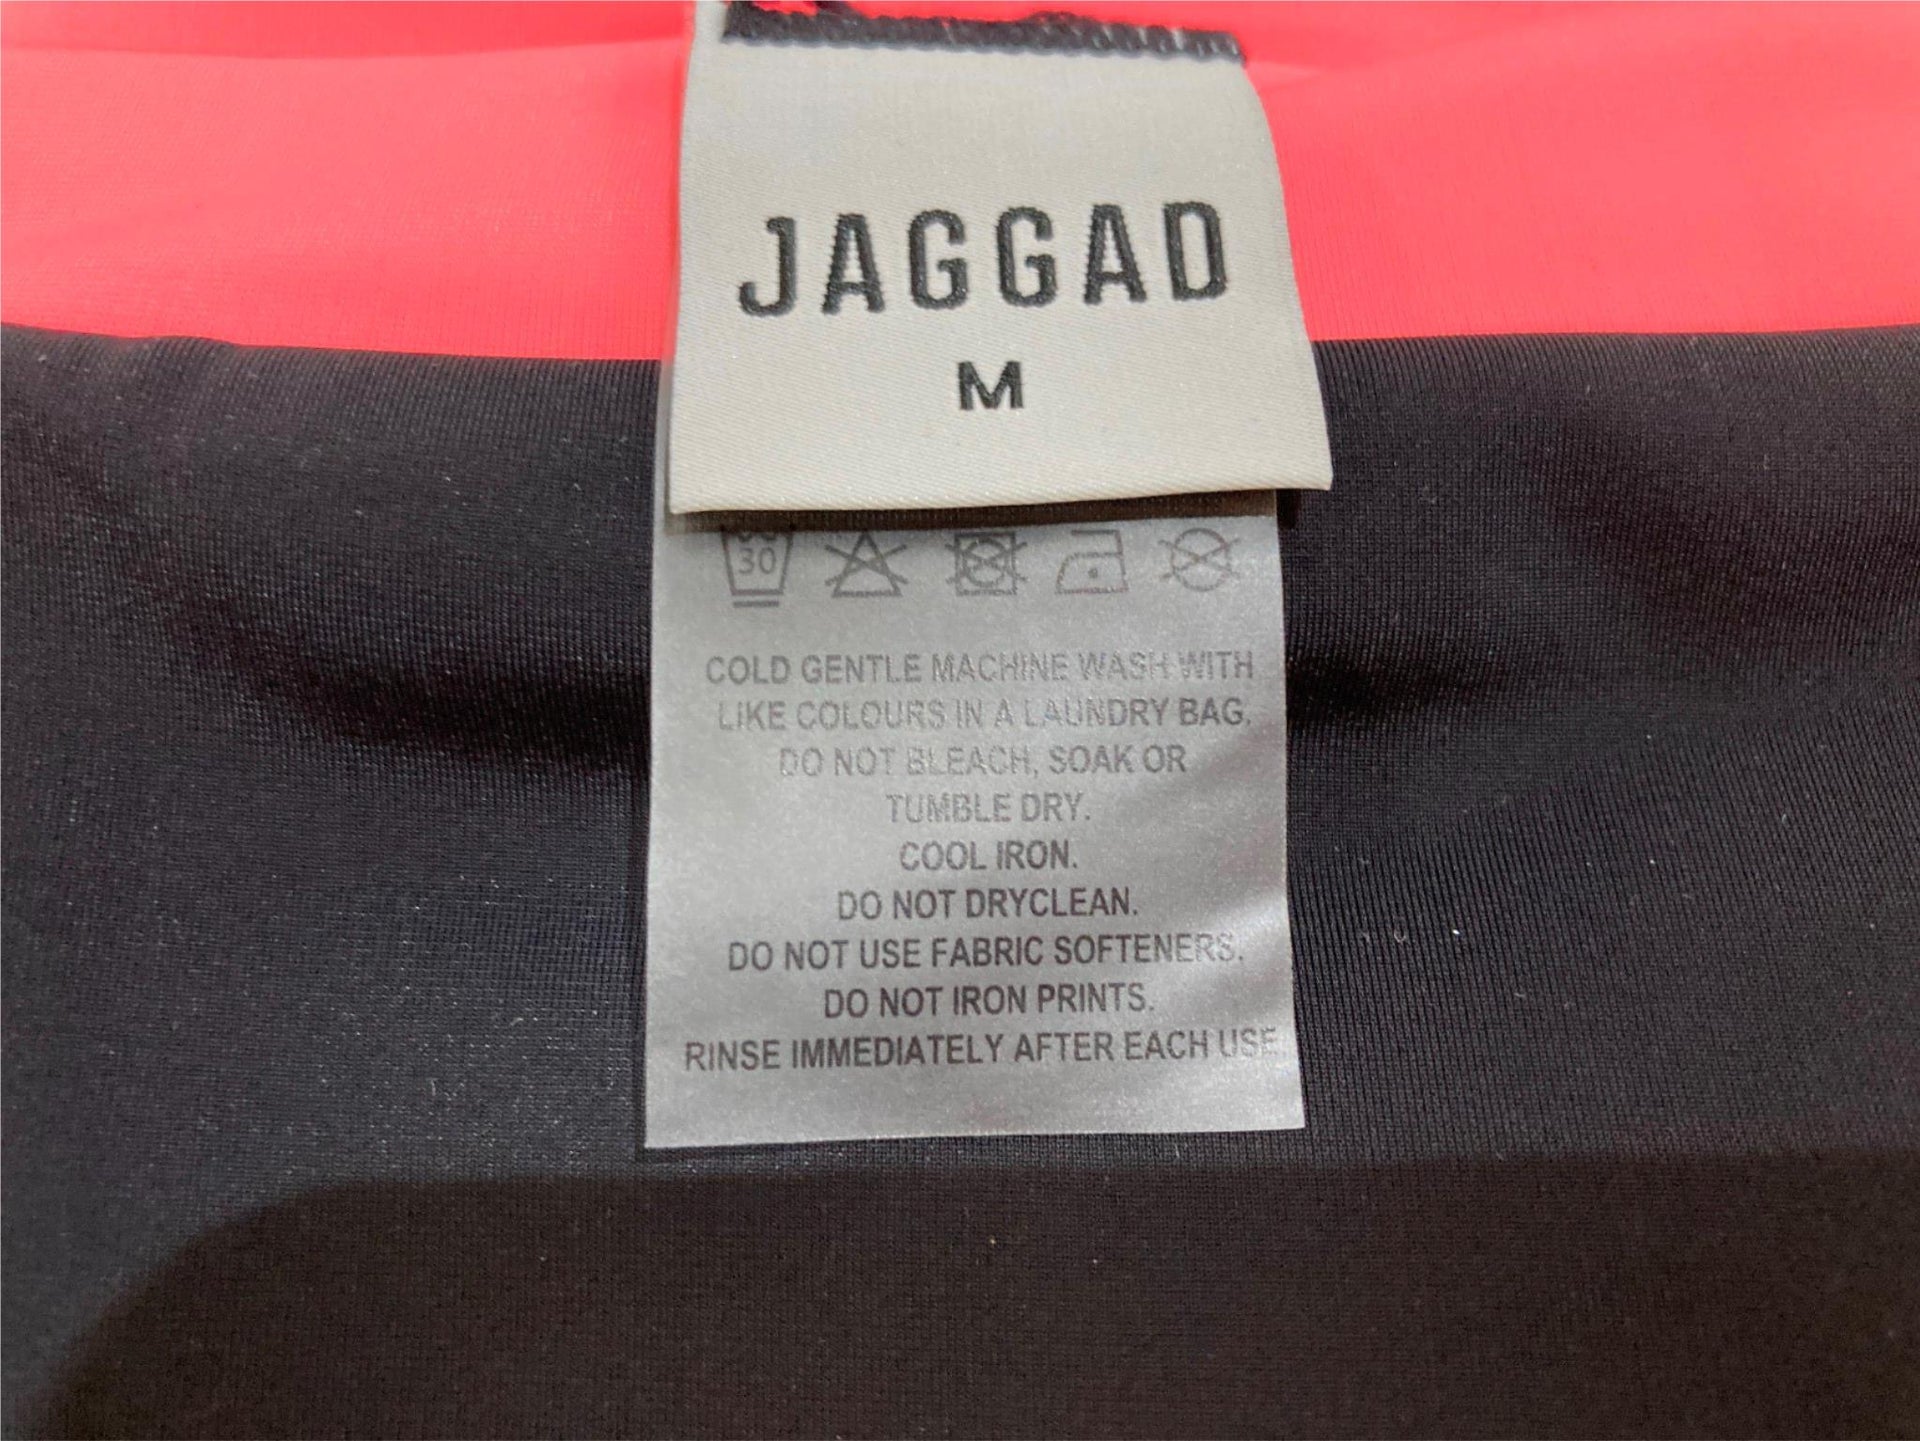 JAGGAD
M
30
COLD GENTLE MACHINE WASH WITH
LIKE COLOURS IN A LAUNDRY BAG.
DO NOT BLEACH, SOAK OR
TUMBLE DRY.
COOL IRON.
DO NOT DRYCLEAN.
DO NOT USE FABRIC SOFTENERS.
DO NOT IRON PRINTS.
RINSE IMMEDIATELY AFTER EACH USE